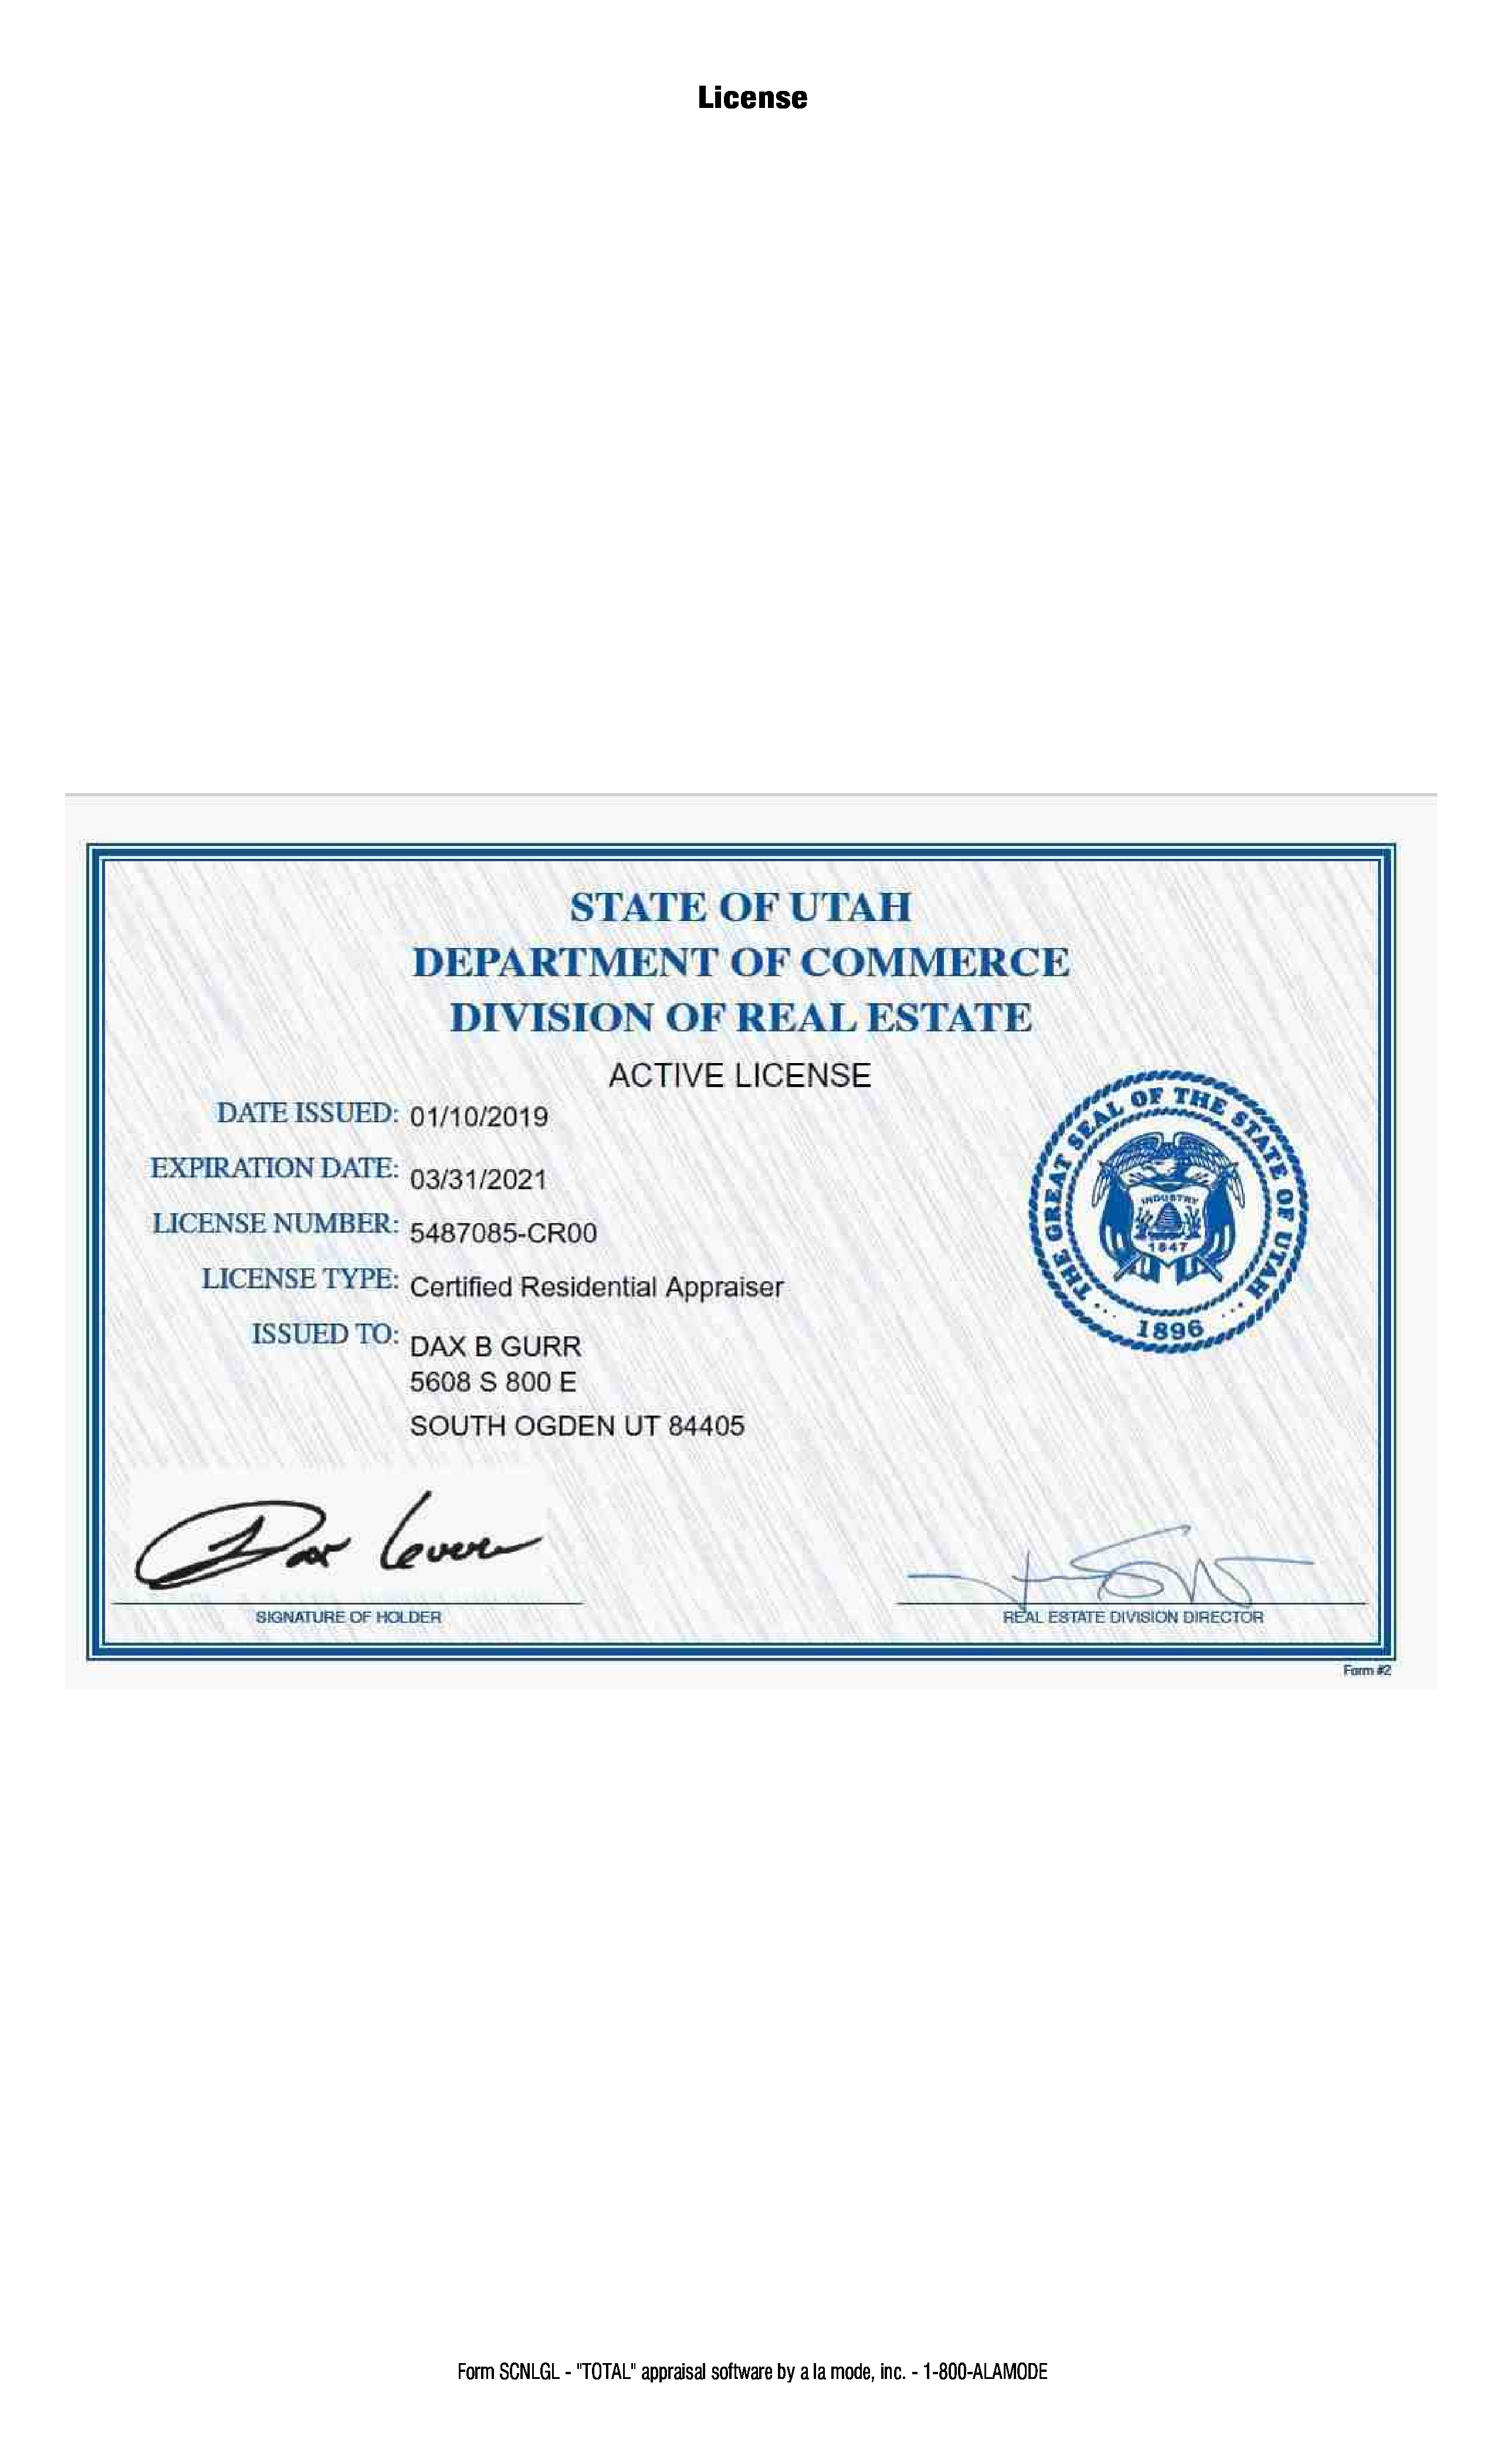 License
STATE OF UTAH
DEPARTMENT OF COMMERCE
DIVISION OF REAL ESTATE
ACTIVE LICENSE
DATE ISSUED: 01/10/2019
EXPIRATION DATE: 03/31/2021
LICENSE NUMBER: 5487085-CR00
LICENSE TYPE: Certified Residential Appraiser
ISSUED TO: DAX B GURR
5608 S 800 E
SOUTH OGDEN UT 84405
THE GREAT SEAL OF THE STATE OF UTAH
INDUSTRY
1847
1896
SIGNATURE OF HOLDER
REAL ESTATE DIVISION DIRECTOR
Form #2
Form SCNLGL - "TOTAL" appraisal software by a la mode, inc. - 1-800-ALAMODE